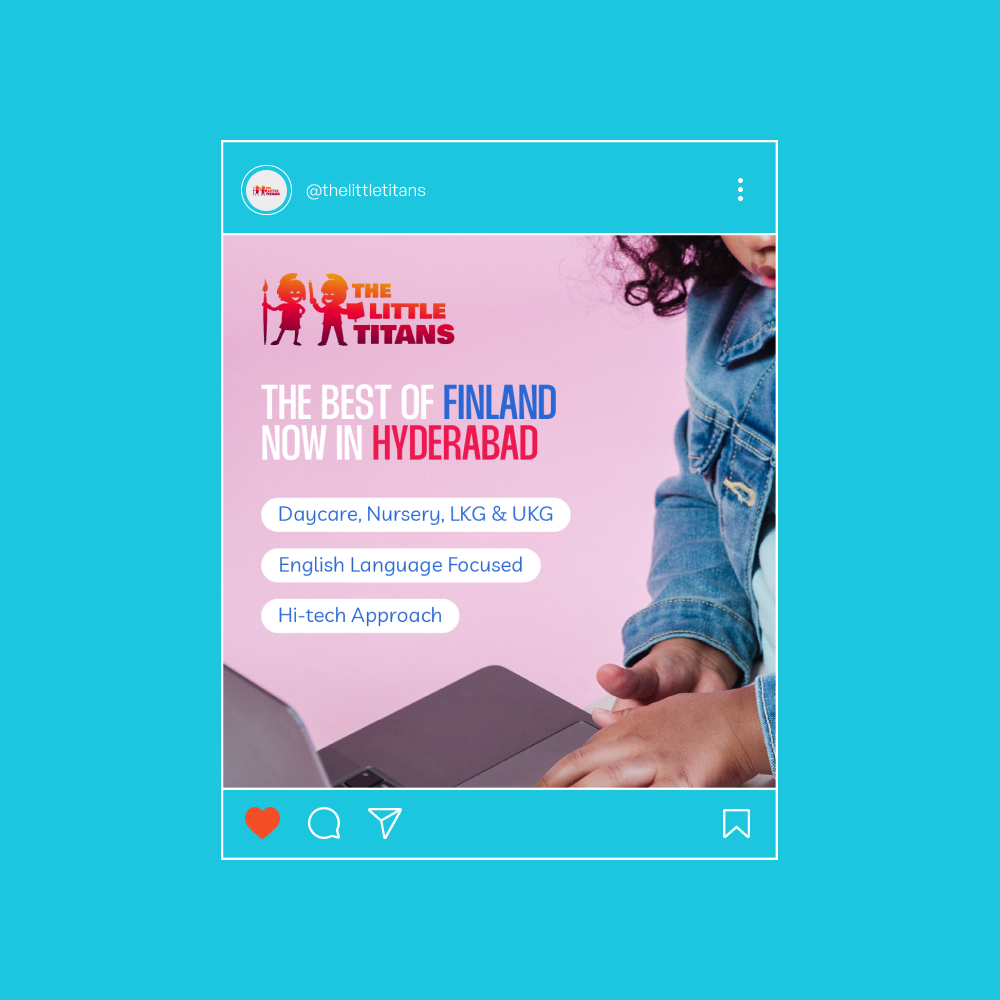 @thelittletitans
THE
LITTLE
TITANS
THE BEST OF FINLAND
NOW IN HYDERABAD
Daycare, Nursery, LKG & UKG
English Language Focused
Hi-tech Approach